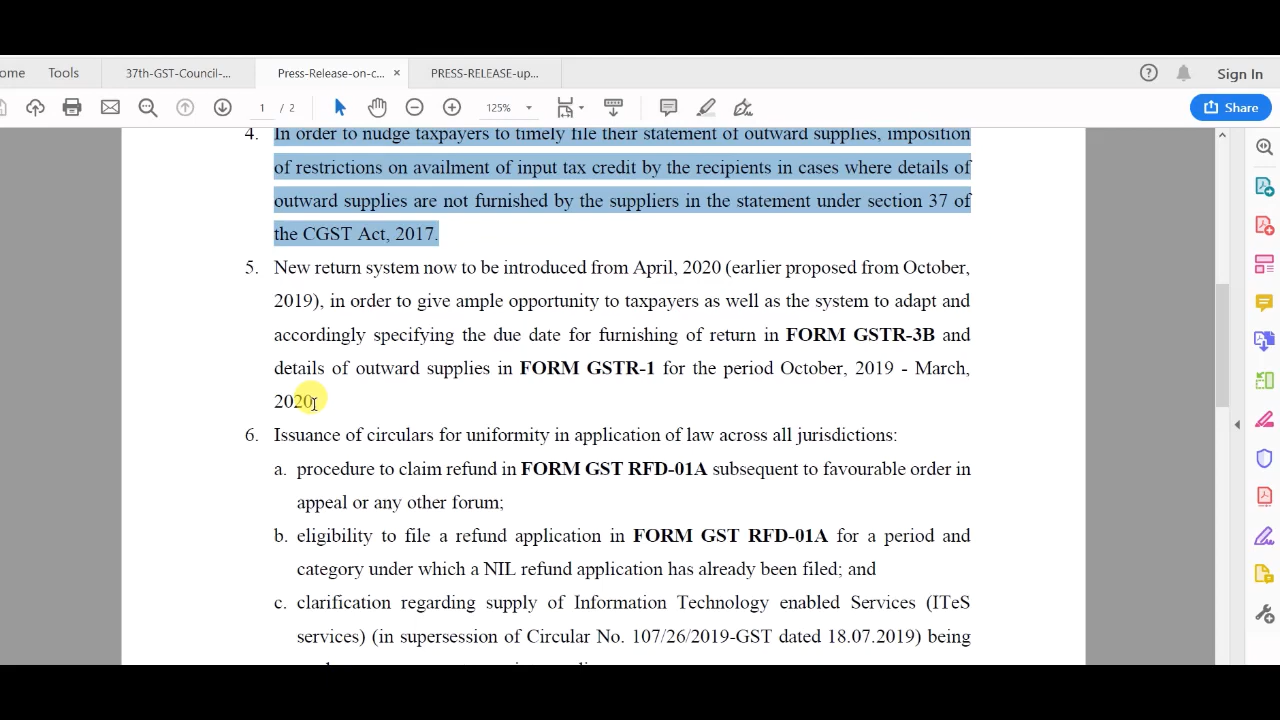 ome Tools 37th-GST-Council-... Press-Release-on-c... × PRESS-RELEASE-up... Sign In
1 / 2 125% Share
4. In order to nudge taxpayers to timely file their statement of outward supplies, imposition
of restrictions on availment of input tax credit by the recipients in cases where details of
outward supplies are not furnished by the suppliers in the statement under section 37 of
the CGST Act, 2017.
5. New return system now to be introduced from April, 2020 (earlier proposed from October,
2019), in order to give ample opportunity to taxpayers as well as the system to adapt and
accordingly specifying the due date for furnishing of return in FORM GSTR-3B and
details of outward supplies in FORM GSTR-1 for the period October, 2019 - March,
2020
6. Issuance of circulars for uniformity in application of law across all jurisdictions:
a. procedure to claim refund in FORM GST RFD-01A subsequent to favourable order in
appeal or any other forum;
b. eligibility to file a refund application in FORM GST RFD-01A for a period and
category under which a NIL refund application has already been filed; and
c. clarification regarding supply of Information Technology enabled Services (ITeS
services) (in supersession of Circular No. 107/26/2019-GST dated 18.07.2019) being